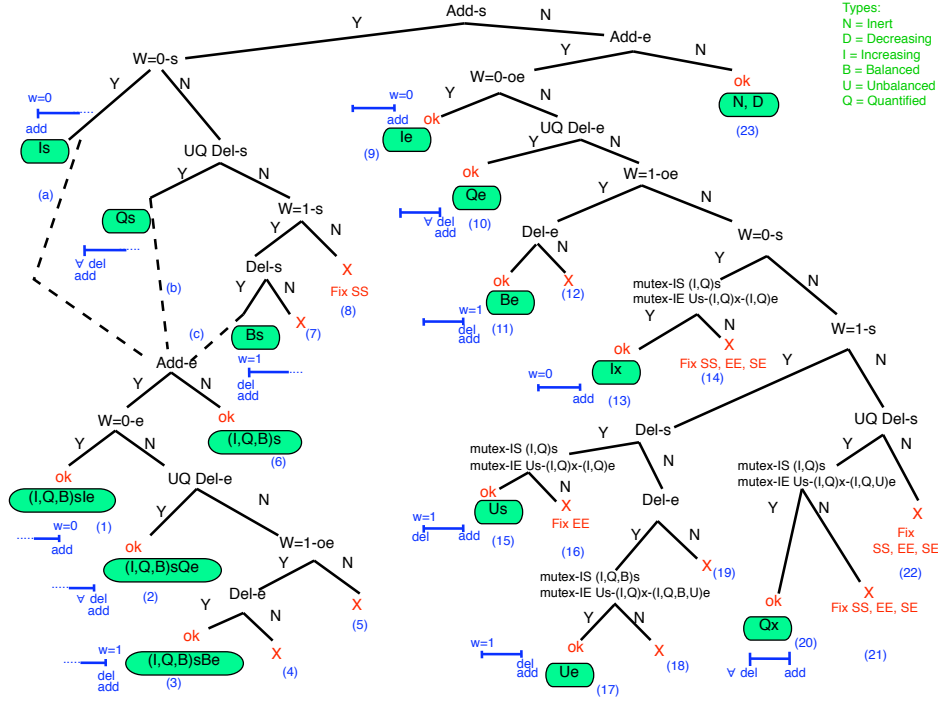 Add-s
Types:
N = Inert
D = Decreasing
I = Increasing
B = Balanced
U = Unbalanced
Q = Quantified
Y
N
Add-e
W=0-s
Y
N
Y
N
w=0
add
Is
(a)
W=0-oe
ok
N, D
(23)
w=0
add
Y
N
ok
Ie
(9)
UQ Del-s
Y
N
UQ Del-e
Y
N
ok
Qe
∀ del
add
(10)
Qs
∀ del
add
(b)
W=1-s
Y
N
W=1-oe
Y
N
Del-s
Y
N
X
Fix SS
(8)
Del-e
Y
N
W=0-s
Y
N
ok
Be
w=1
del
add
(11)
X
(12)
mutex-IS (I,Q)s
mutex-IE Us-(I,Q)x-(I,Q)e
Y
N
(c)
Bs
X
(7)
w=1
del
add
W=1-s
Y
N
ok
Ix
w=0
add
(13)
X
Fix SS, EE, SE
(14)
Add-e
Y
N
W=0-e
Y
N
ok
(I,Q,B)s
(6)
Del-s
Y
N
UQ Del-s
Y
N
mutex-IS (I,Q)s
mutex-IE Us-(I,Q)x-(I,Q)e
Y
N
mutex-IS (I,Q)s
mutex-IE Us-(I,Q)x-(I,Q,U)e
Y
N
ok
(I,Q,B)sIe
w=0
add
(1)
UQ Del-e
Y
N
ok
Us
w=1
del
add
(15)
X
Fix EE
(16)
Del-e
Y
N
X
Fix
SS, EE, SE
(22)
ok
(I,Q,B)sQe
∀ del
add
(2)
W=1-oe
Y
N
X
(19)
mutex-IS (I,Q,B)s
mutex-IE Us-(I,Q)x-(I,Q,B,U)e
Y
N
Del-e
Y
N
X
(5)
ok
Qx
(20)
∀ del
add
X
Fix SS, EE, SE
(21)
ok
(I,Q,B)sBe
w=1
del
add
(3)
X
(4)
ok
Ue
w=1
del
add
(17)
X
(18)